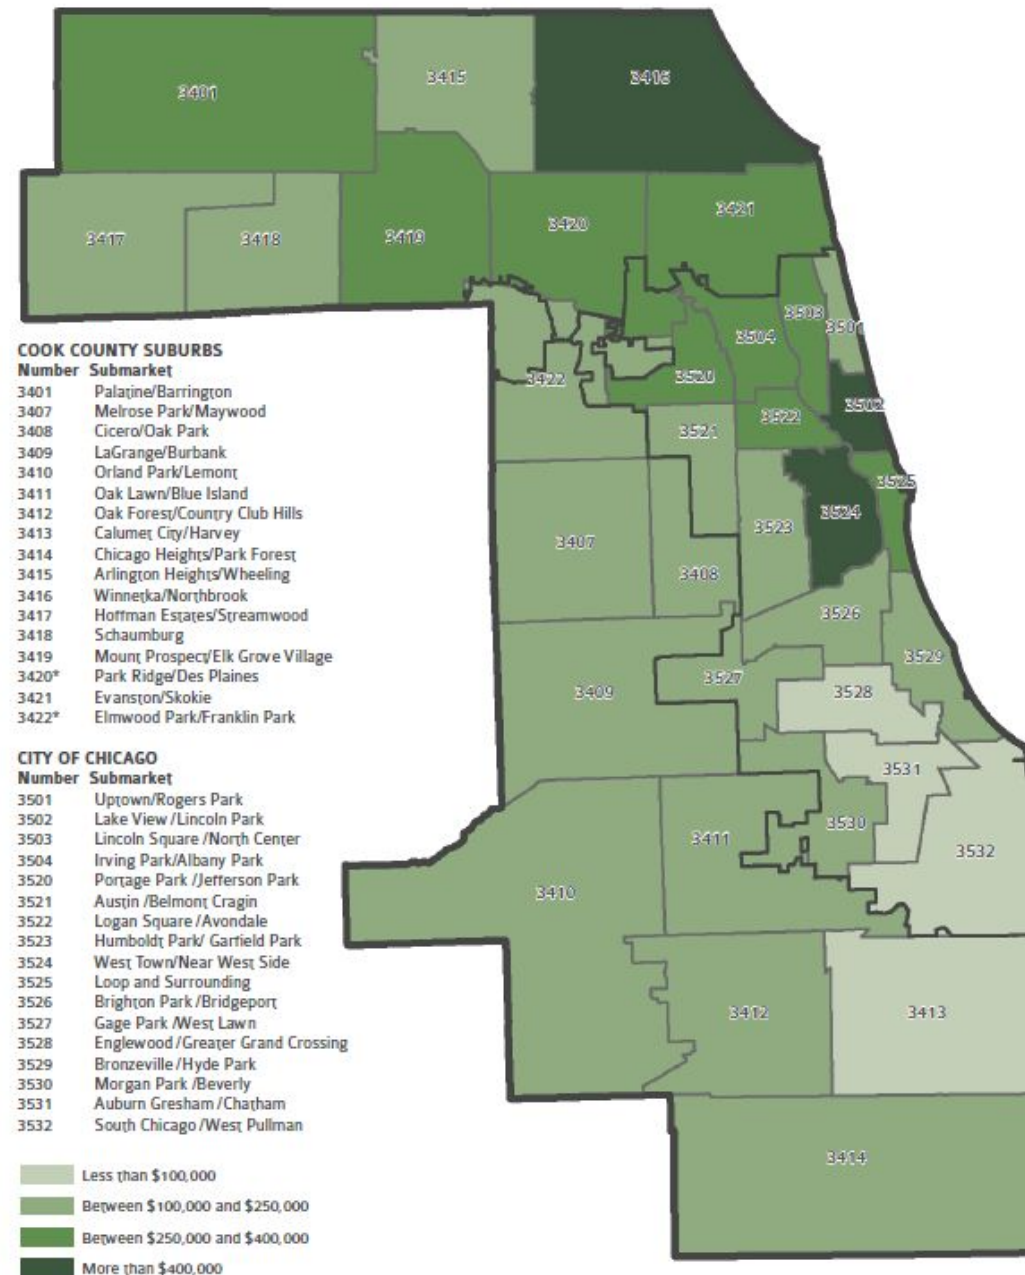 3401
3415
3416
3417
3418
3419
3420
3421
3503
3501
3504
3422
3520
3502
3522
3521
3525
3524
3523
3407
3408
3526
3529
3527
3409
3528
3531
3530
3411
3532
3410
3412
3413
3414
COOK COUNTY SUBURBS
Number Submarket
3401 Palatine/Barrington
3407 Melrose Park/Maywood
3408 Cicero/Oak Park
3409 LaGrange/Burbank
3410 Orland Park/Lemont
3411 Oak Lawn/Blue Island
3412 Oak Forest/Country Club Hills
3413 Calumet City/Harvey
3414 Chicago Heights/Park Forest
3415 Arlington Heights/Wheeling
3416 Winnetka/Northbrook
3417 Hoffman Estates/Streamwood
3418 Schaumburg
3419 Mount Prospect/Elk Grove Village
3420* Park Ridge/Des Plaines
3421 Evanston/Skokie
3422* Elmwood Park/Franklin Park
CITY OF CHICAGO
Number Submarket
3501 Uptown/Rogers Park
3502 Lake View/Lincoln Park
3503 Lincoln Square/North Center
3504 Irving Park/Albany Park
3520 Portage Park/Jefferson Park
3521 Austin/Belmont Cragin
3522 Logan Square/Avondale
3523 Humboldt Park/ Garfield Park
3524 West Town/Near West Side
3525 Loop and Surrounding
3526 Brighton Park/Bridgeport
3527 Gage Park/West Lawn
3528 Englewood/Greater Grand Crossing
3529 Bronzeville/Hyde Park
3530 Morgan Park/Beverly
3531 Auburn Gresham/Chatham
3532 South Chicago/West Pullman
Less than $100,000
Between $100,000 and $250,000
Between $250,000 and $400,000
More than $400,000